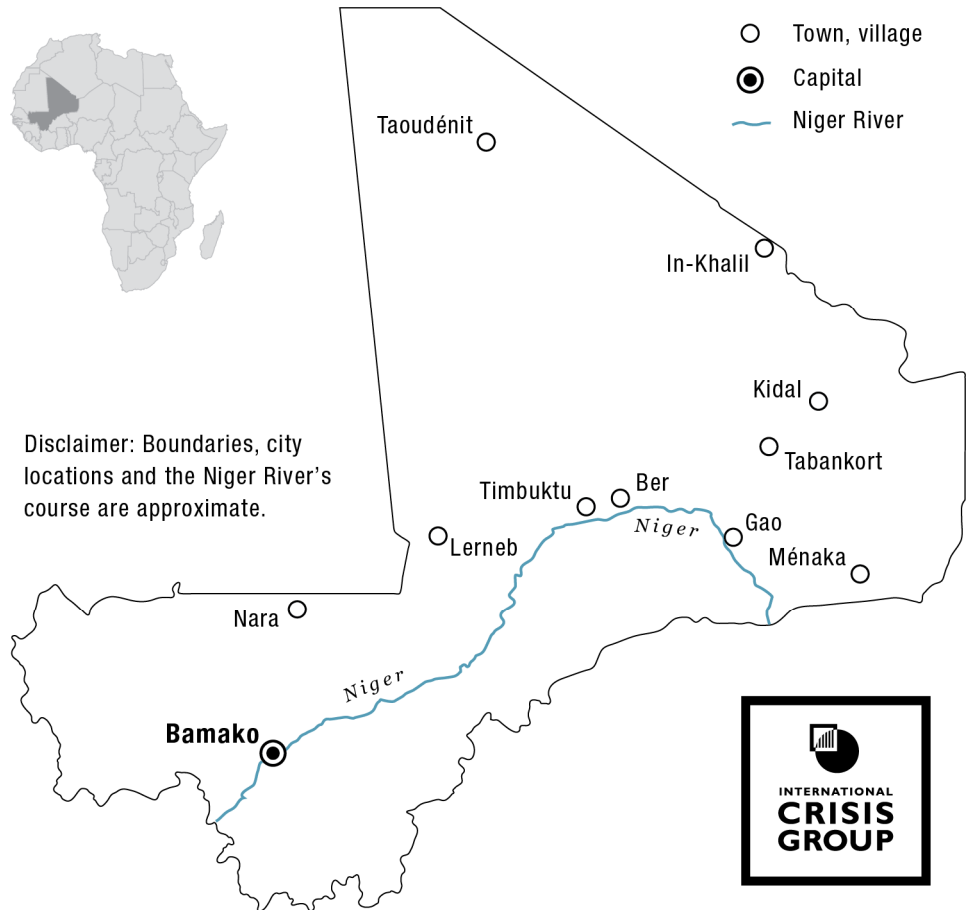 Town, village
Capital
Niger River
Taoudénit
In-Khalil
Kidal
Tabankort
Disclaimer: Boundaries, city
locations and the Niger River's
course are approximate.
Timbuktu
Ber
Niger
Gao
Lerneb
Ménaka
Nara
Niger
Bamako
INTERNATIONAL
CRISIS
GROUP